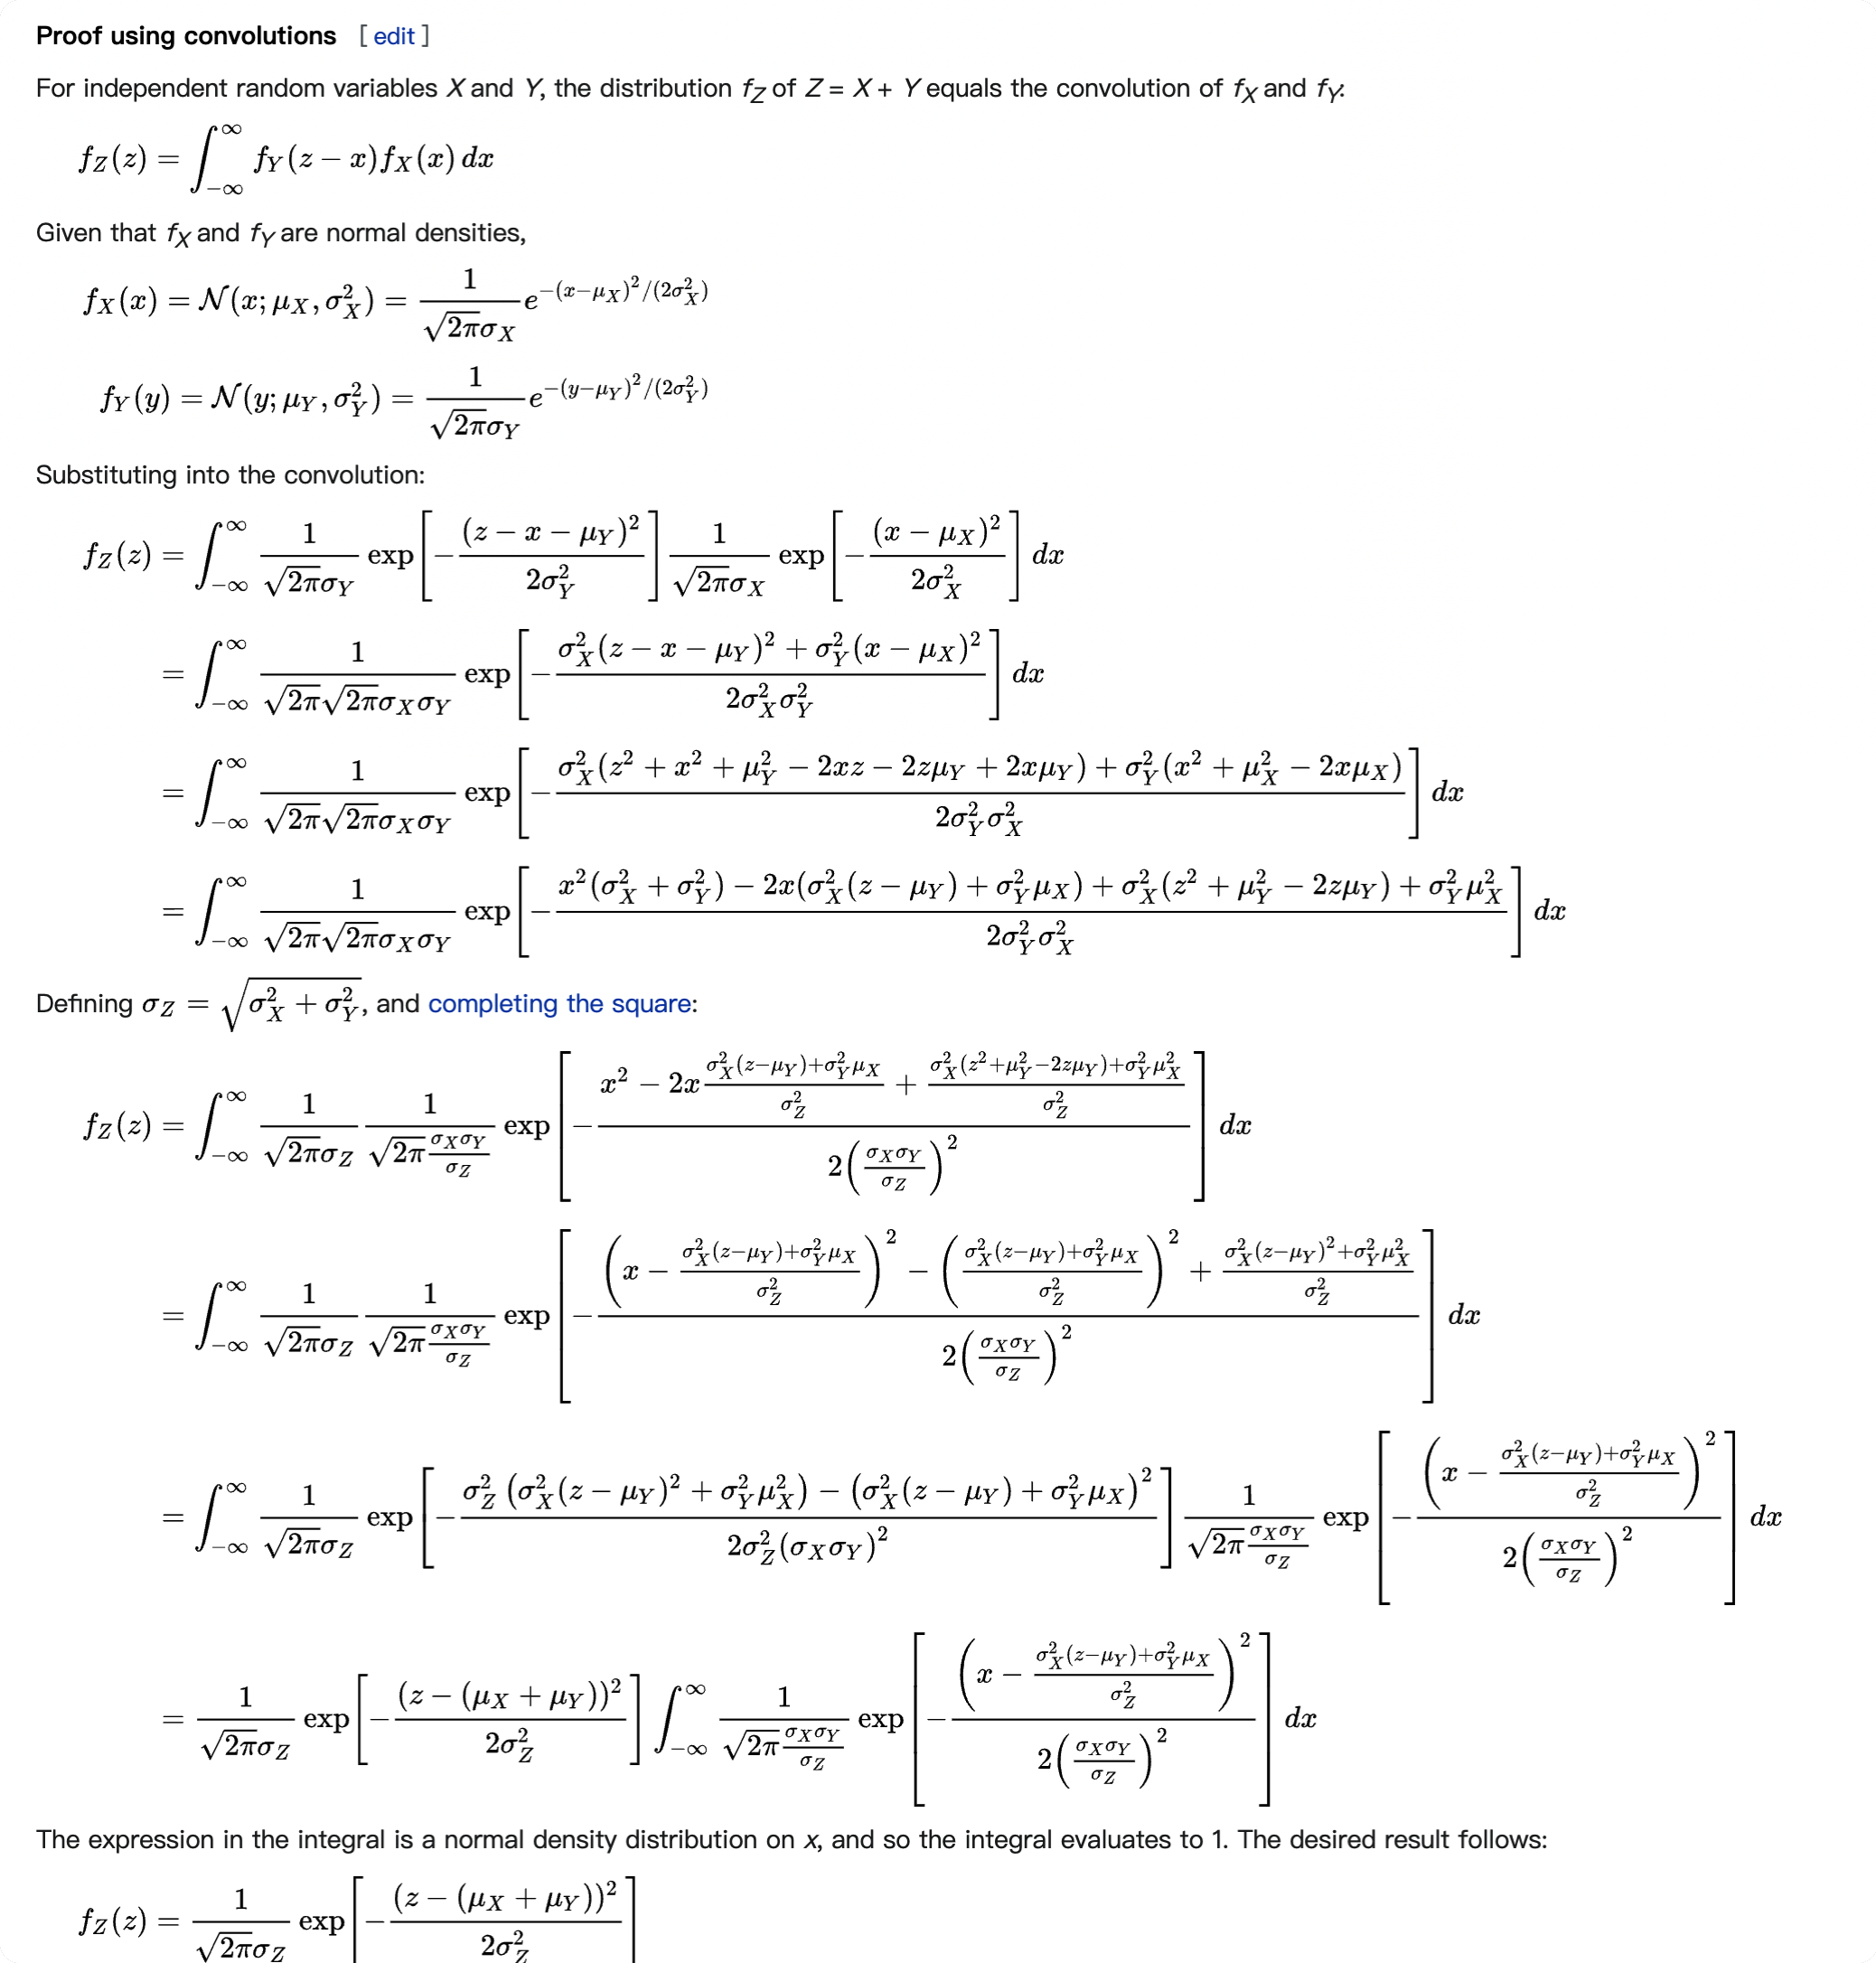 Proof using convolutions [ edit ]
For independent random variables X and Y, the distribution f_Z of Z = X + Y equals the convolution of f_X and f_Y:
f_Z(z) = \int_{-\infty}^{\infty} f_Y(z - x) f_X(x) \, dx
Given that f_X and f_Y are normal densities,
f_X(x) = \mathcal{N}(x; \mu_X, \sigma_X^2) = \frac{1}{\sqrt{2\pi}\sigma_X} e^{-(x-\mu_X)^2/(2\sigma_X^2)}
f_Y(y) = \mathcal{N}(y; \mu_Y, \sigma_Y^2) = \frac{1}{\sqrt{2\pi}\sigma_Y} e^{-(y-\mu_Y)^2/(2\sigma_Y^2)}
Substituting into the convolution:
f_Z(z) = \int_{-\infty}^{\infty} \frac{1}{\sqrt{2\pi}\sigma_Y} \exp\left[-\frac{(z-x-\mu_Y)^2}{2\sigma_Y^2}\right] \frac{1}{\sqrt{2\pi}\sigma_X} \exp\left[-\frac{(x-\mu_X)^2}{2\sigma_X^2}\right] dx
= \int_{-\infty}^{\infty} \frac{1}{\sqrt{2\pi}\sqrt{2\pi}\sigma_X\sigma_Y} \exp\left[-\frac{\sigma_X^2(z-x-\mu_Y)^2 + \sigma_Y^2(x-\mu_X)^2}{2\sigma_X^2\sigma_Y^2}\right] dx
= \int_{-\infty}^{\infty} \frac{1}{\sqrt{2\pi}\sqrt{2\pi}\sigma_X\sigma_Y} \exp\left[-\frac{\sigma_X^2(z^2+x^2+\mu_Y^2-2xz-2z\mu_Y+2x\mu_Y) + \sigma_Y^2(x^2+\mu_X^2-2x\mu_X)}{2\sigma_Y^2\sigma_X^2}\right] dx
= \int_{-\infty}^{\infty} \frac{1}{\sqrt{2\pi}\sqrt{2\pi}\sigma_X\sigma_Y} \exp\left[-\frac{x^2(\sigma_X^2+\sigma_Y^2) - 2x(\sigma_X^2(z-\mu_Y)+\sigma_Y^2\mu_X) + \sigma_X^2(z^2+\mu_Y^2-2z\mu_Y) + \sigma_Y^2\mu_X^2}{2\sigma_Y^2\sigma_X^2}\right] dx
Defining \sigma_Z = \sqrt{\sigma_X^2 + \sigma_Y^2}, and completing the square:
f_Z(z) = \int_{-\infty}^{\infty} \frac{1}{\sqrt{2\pi}\sigma_Z} \frac{1}{\sqrt{2\pi}\frac{\sigma_X\sigma_Y}{\sigma_Z}} \exp\left[-\frac{x^2 - 2x\frac{\sigma_X^2(z-\mu_Y)+\sigma_Y^2\mu_X}{\sigma_Z^2} + \frac{\sigma_X^2(z^2+\mu_Y^2-2z\mu_Y)+\sigma_Y^2\mu_X^2}{\sigma_Z^2}}{2\left(\frac{\sigma_X\sigma_Y}{\sigma_Z}\right)^2}\right] dx
= \int_{-\infty}^{\infty} \frac{1}{\sqrt{2\pi}\sigma_Z} \frac{1}{\sqrt{2\pi}\frac{\sigma_X\sigma_Y}{\sigma_Z}} \exp\left[-\frac{\left(x - \frac{\sigma_X^2(z-\mu_Y)+\sigma_Y^2\mu_X}{\sigma_Z^2}\right)^2 - \left(\frac{\sigma_X^2(z-\mu_Y)+\sigma_Y^2\mu_X}{\sigma_Z^2}\right)^2 + \frac{\sigma_X^2(z-\mu_Y)^2+\sigma_Y^2\mu_X^2}{\sigma_Z^2}}{2\left(\frac{\sigma_X\sigma_Y}{\sigma_Z}\right)^2}\right] dx
= \int_{-\infty}^{\infty} \frac{1}{\sqrt{2\pi}\sigma_Z} \exp\left[-\frac{\sigma_Z^2\left(\sigma_X^2(z-\mu_Y)^2+\sigma_Y^2\mu_X^2\right) - \left(\sigma_X^2(z-\mu_Y)+\sigma_Y^2\mu_X\right)^2}{2\sigma_Z^2(\sigma_X\sigma_Y)^2}\right] \frac{1}{\sqrt{2\pi}\frac{\sigma_X\sigma_Y}{\sigma_Z}} \exp\left[-\frac{\left(x - \frac{\sigma_X^2(z-\mu_Y)+\sigma_Y^2\mu_X}{\sigma_Z^2}\right)^2}{2\left(\frac{\sigma_X\sigma_Y}{\sigma_Z}\right)^2}\right] dx
= \frac{1}{\sqrt{2\pi}\sigma_Z} \exp\left[-\frac{(z-(\mu_X+\mu_Y))^2}{2\sigma_Z^2}\right] \int_{-\infty}^{\infty} \frac{1}{\sqrt{2\pi}\frac{\sigma_X\sigma_Y}{\sigma_Z}} \exp\left[-\frac{\left(x - \frac{\sigma_X^2(z-\mu_Y)+\sigma_Y^2\mu_X}{\sigma_Z^2}\right)^2}{2\left(\frac{\sigma_X\sigma_Y}{\sigma_Z}\right)^2}\right] dx
The expression in the integral is a normal density distribution on x, and so the integral evaluates to 1. The desired result follows:
f_Z(z) = \frac{1}{\sqrt{2\pi}\sigma_Z} \exp\left[-\frac{(z-(\mu_X+\mu_Y))^2}{2\sigma_Z^2}\right]